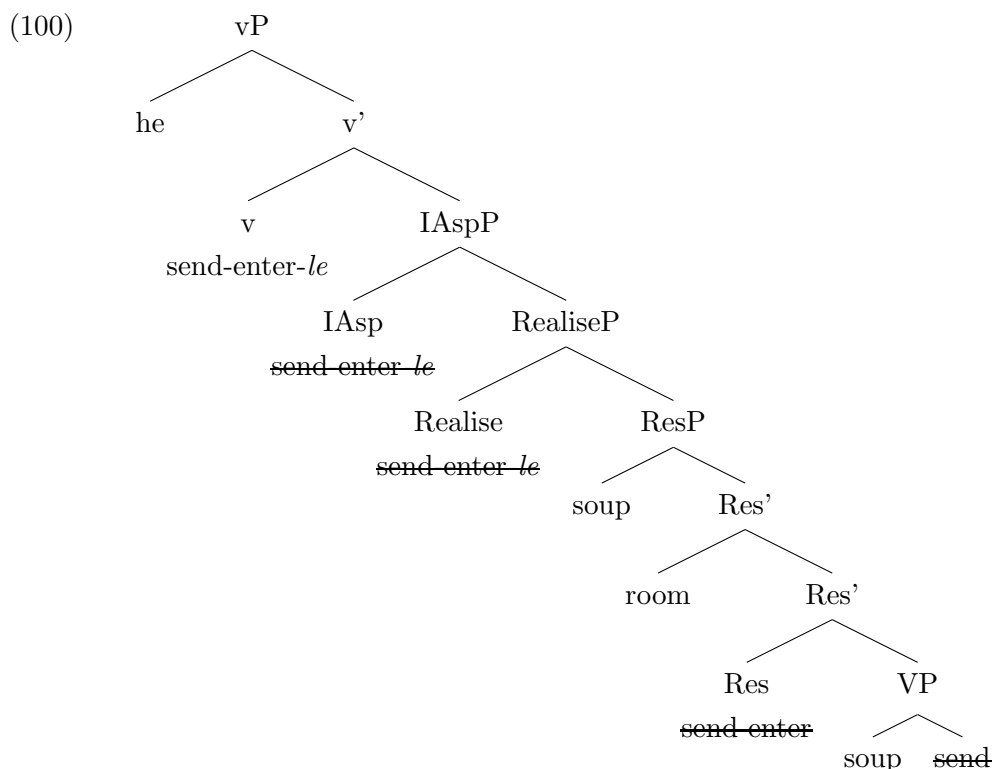 (100) vP
he v’
v IAspP
send-enter-le
IAsp RealiseP
send-enter-le
Realise ResP
send-enter-le
soup Res’
room Res’
Res VP
send-enter
soup send